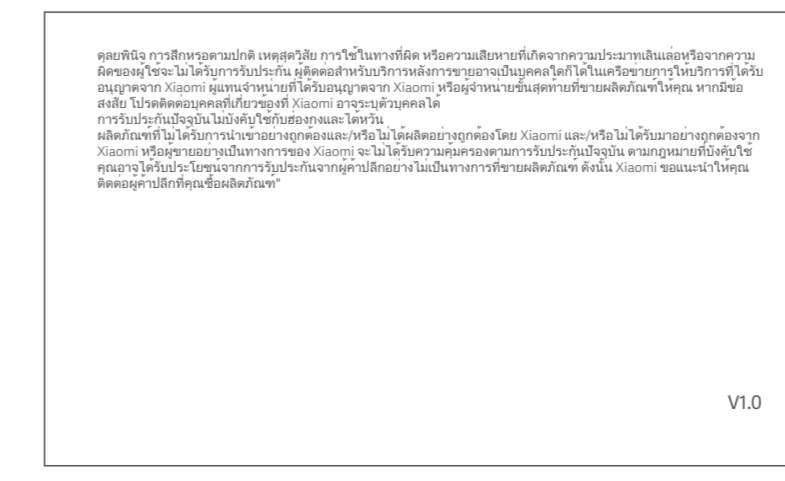 ดุลยพินิจ การสึกหรอตามปกติ เหตุสุดวิสัย การใช้ในทางที่ผิด หรือความเสียหายที่เกิดจากความประมาทเลินเล่อหรือจากความ
ผิดของผู้ใช้จะไม่ได้รับการรับประกัน ผู้ติดต่อสำหรับบริการหลังการขายอาจเป็นบุคคลใดก็ได้ในเครือข่ายการให้บริการที่ได้รับ
อนุญาตจาก Xiaomi ผู้แทนจำหน่ายที่ได้รับอนุญาตจาก Xiaomi หรือผู้จำหน่ายขั้นสุดท้ายที่ขายผลิตภัณฑ์ให้คุณ หากมีข้อ
สงสัย โปรดติดต่อบุคคลที่เกี่ยวข้องที่ Xiaomi อาจระบุตัวบุคคลได้
การรับประกันปัจจุบันไม่บังคับใช้กับฮ่องกงและไต้หวัน
ผลิตภัณฑ์ที่ไม่ได้รับการนำเข้าอย่างถูกต้องและ/หรือไม่ได้ผลิตอย่างถูกต้องโดย Xiaomi และ/หรือไม่ได้รับมาอย่างถูกต้องจาก
Xiaomi หรือผู้ขายอย่างเป็นทางการของ Xiaomi จะไม่ได้รับความคุ้มครองตามการรับประกันปัจจุบัน ตามกฎหมายที่บังคับใช้
คุณอาจได้รับประโยชน์จากการรับประกันจากผู้ค้าปลีกอย่างไม่เป็นทางการที่ขายผลิตภัณฑ์ ดังนั้น Xiaomi ขอแนะนำให้คุณ
ติดต่อผู้ค้าปลีกที่คุณซื้อผลิตภัณฑ์"
V1.0